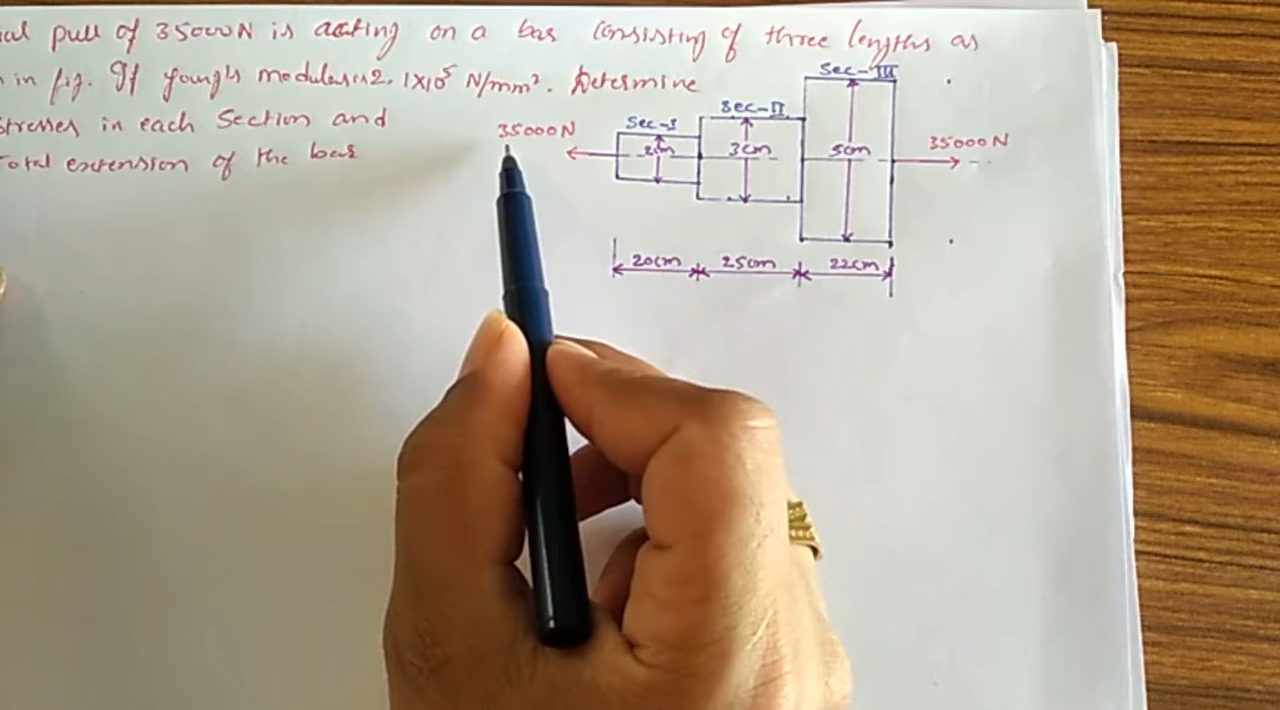 pull of 35000N is acting on a bar consisting of three lengths as
in fig. If young's modulus is 2.1x10⁵ N/mm². Determine
Stresses in each Section and
Total extension of the bar
Sec-I
Sec-II
Sec-III
35000N
2cm
3cm
5cm
35000N
20cm
25cm
22cm